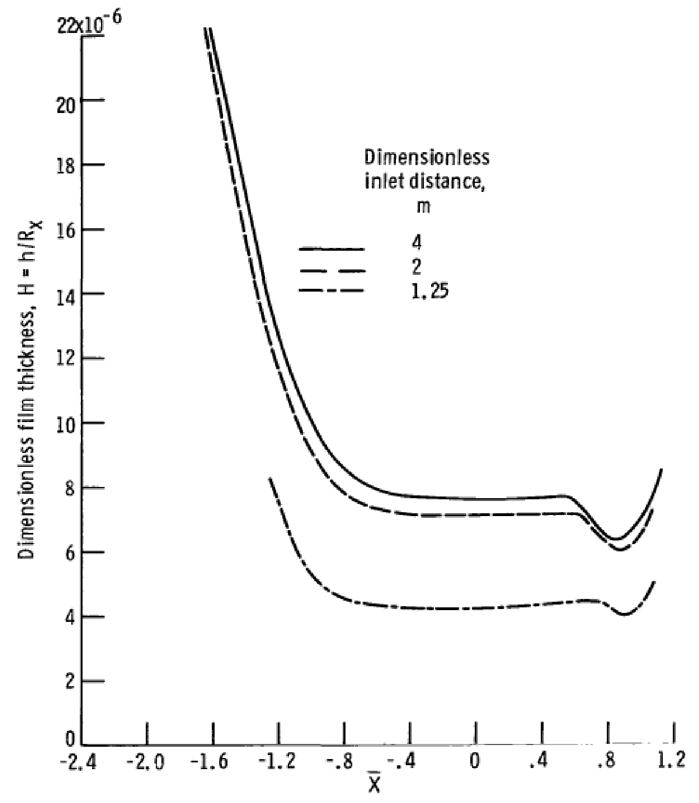 22x10-6
20
18
16
14
12
10
8
6
4
2
0
Dimensionless film thickness, H = h/Rx
Dimensionless
inlet distance,
m
4
2
1.25
-2.4 -2.0 -1.6 -1.2 -.8 -.4 0 .4 .8 1.2
X̅